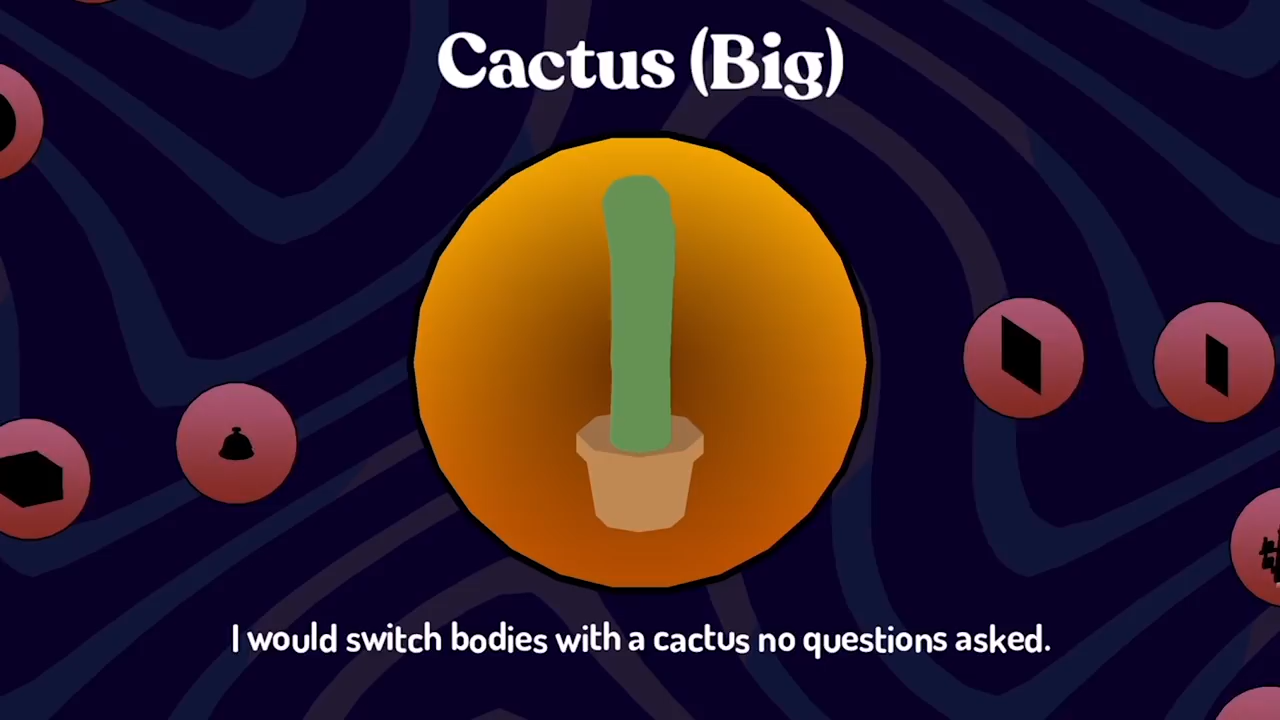 Cactus (Big)
I would switch bodies with a cactus no questions asked.